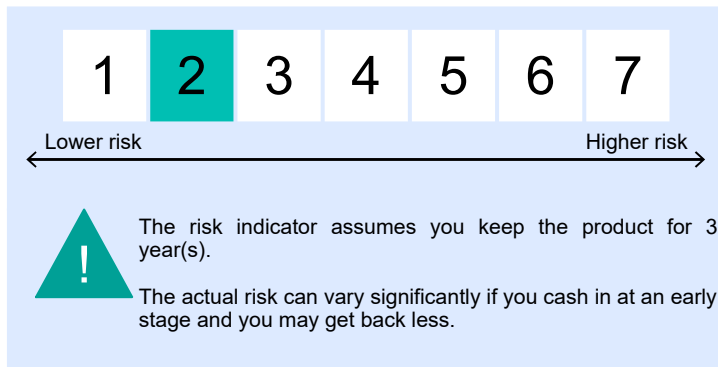 1 2 3 4 5 6 7
Lower risk Higher risk
!
The risk indicator assumes you keep the product for 3
year(s).
The actual risk can vary significantly if you cash in at an early
stage and you may get back less.